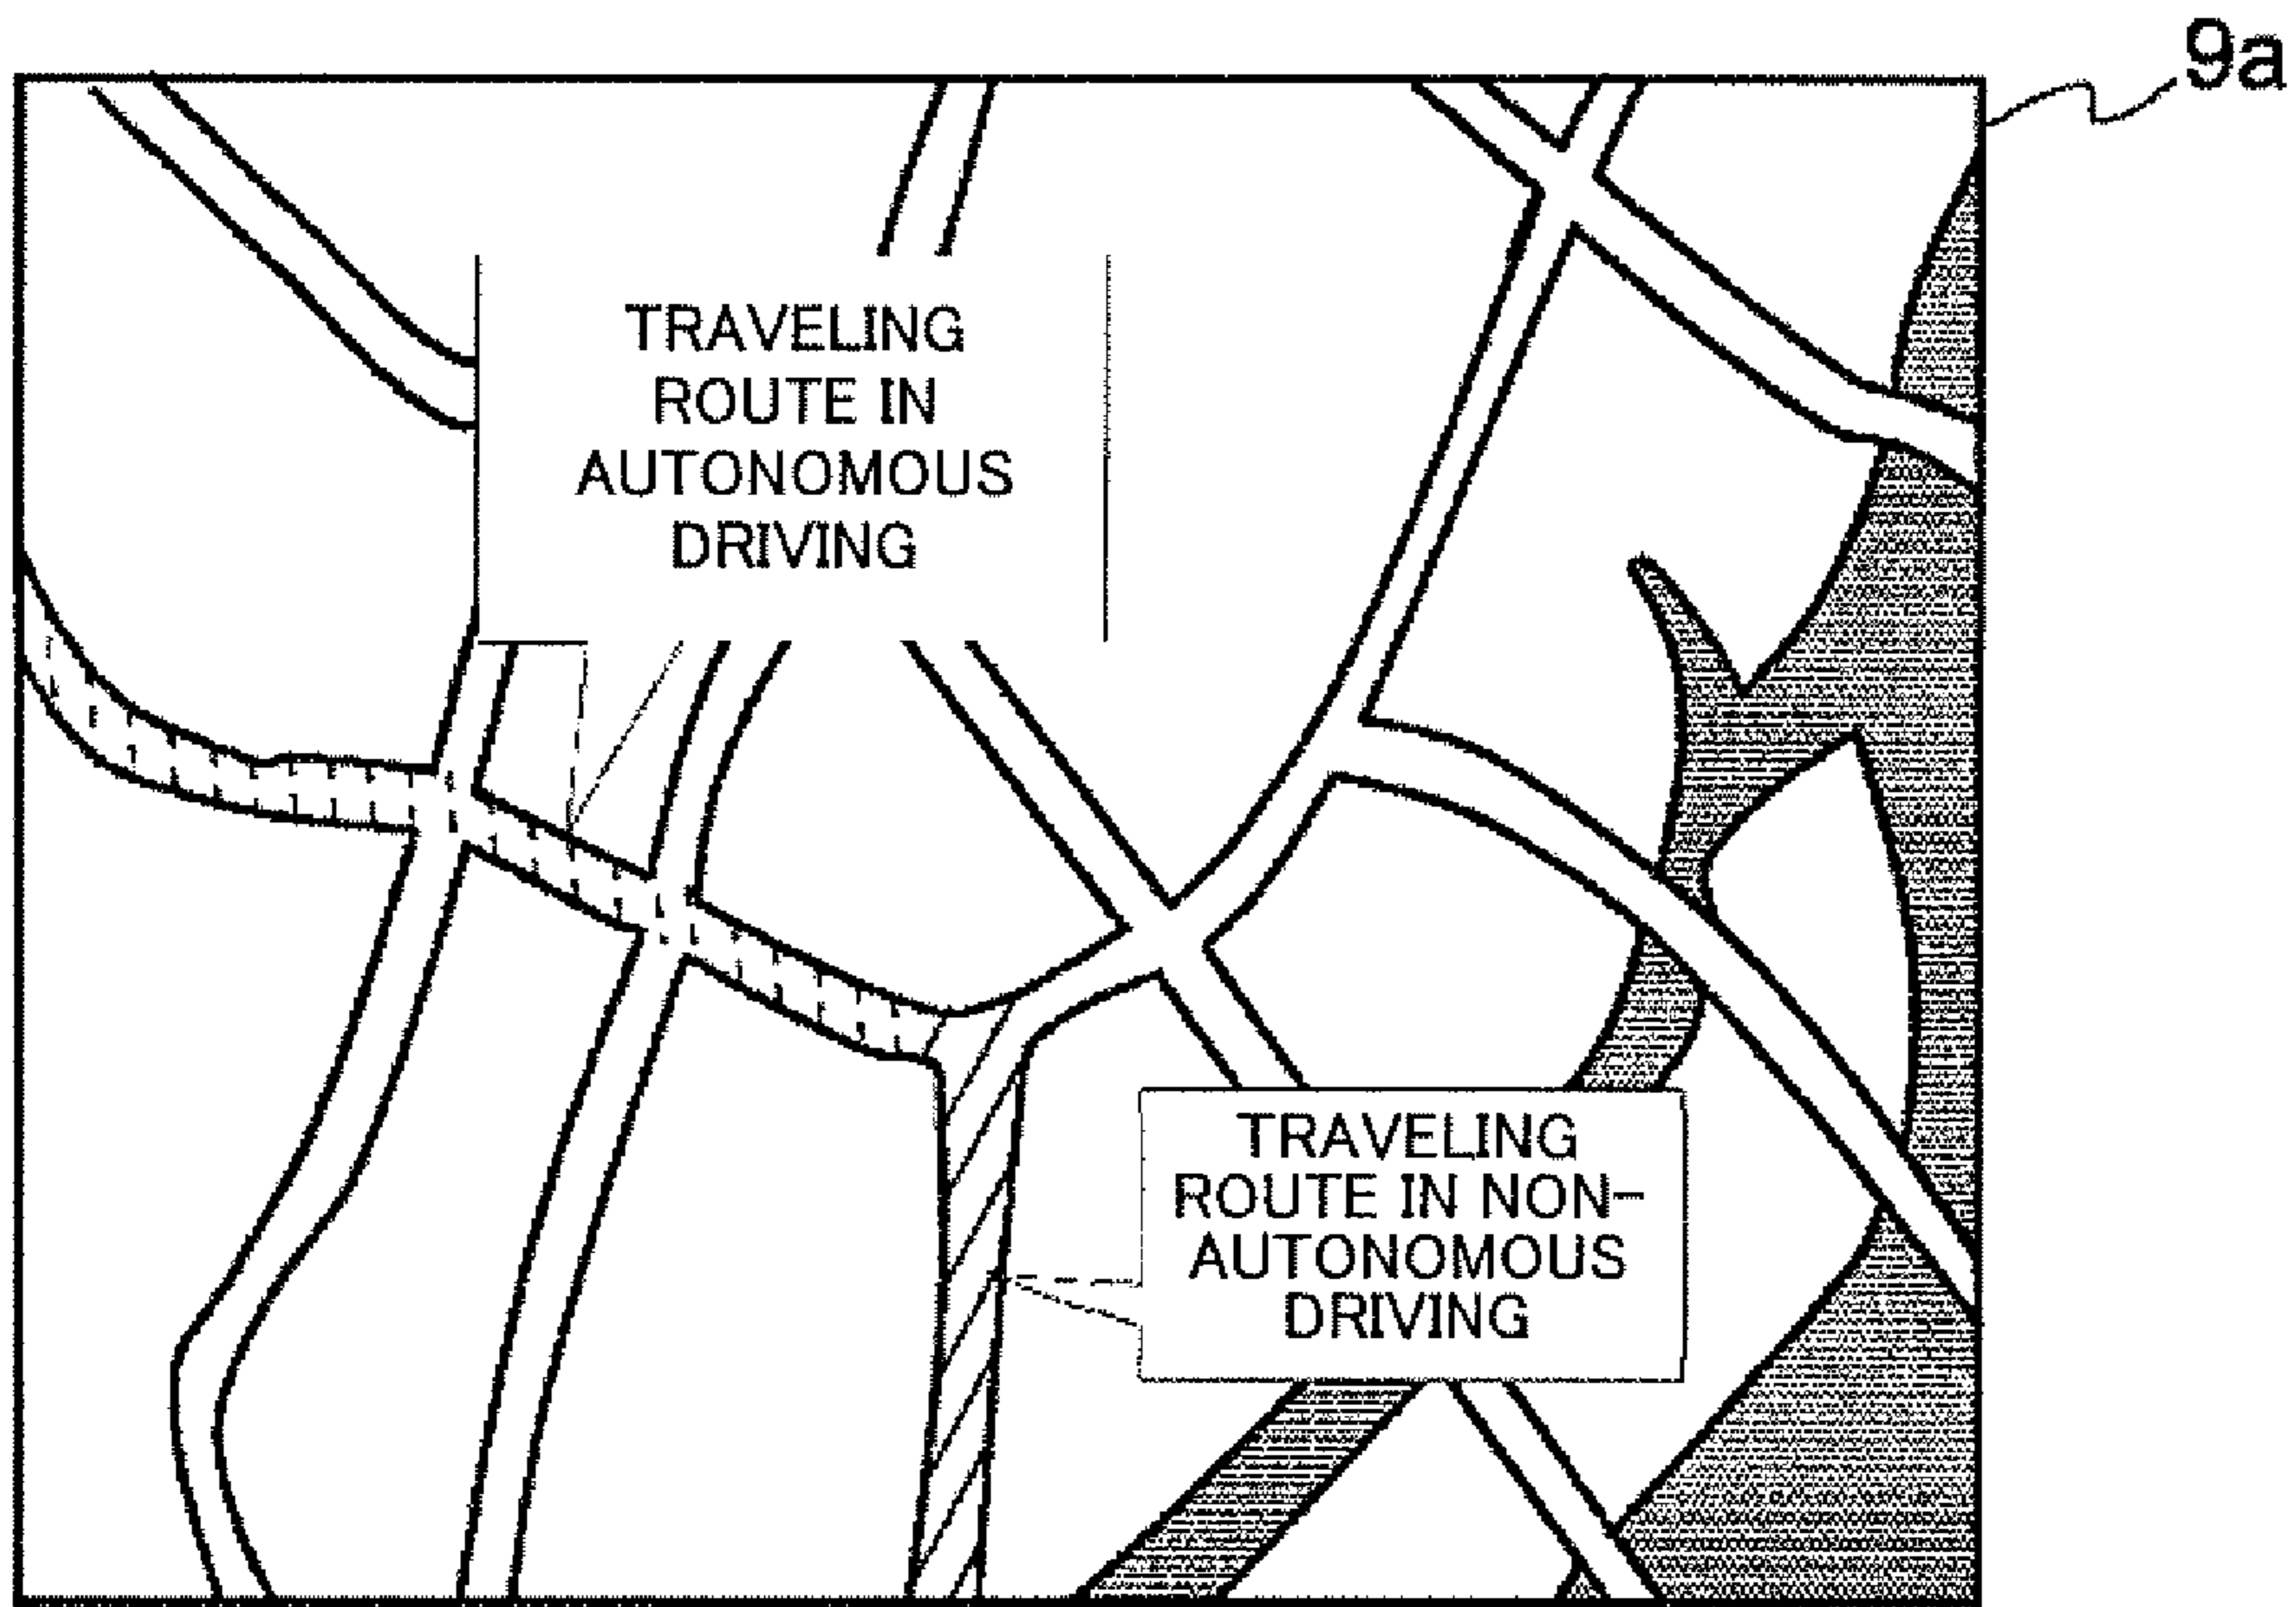 9a
TRAVELING
ROUTE IN
AUTONOMOUS
DRIVING
TRAVELING
ROUTE IN NON-
AUTONOMOUS
DRIVING